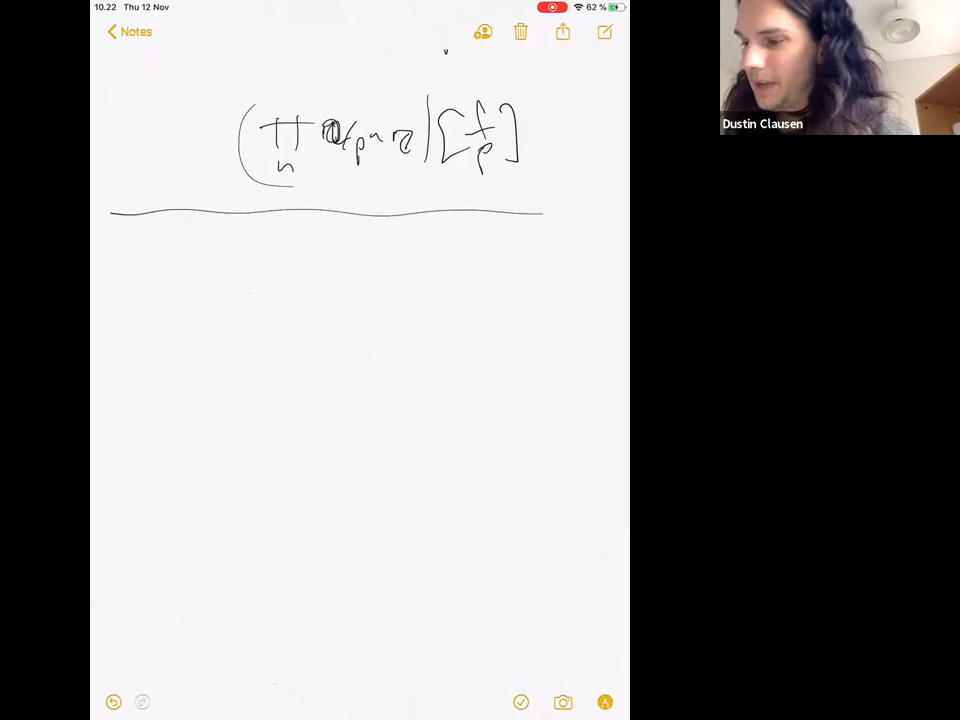 10.22 Thu 12 Nov
62 %
Notes
( ∏ ℤ/pⁿℤ ) [ 1/p ]
n
Dustin Clausen